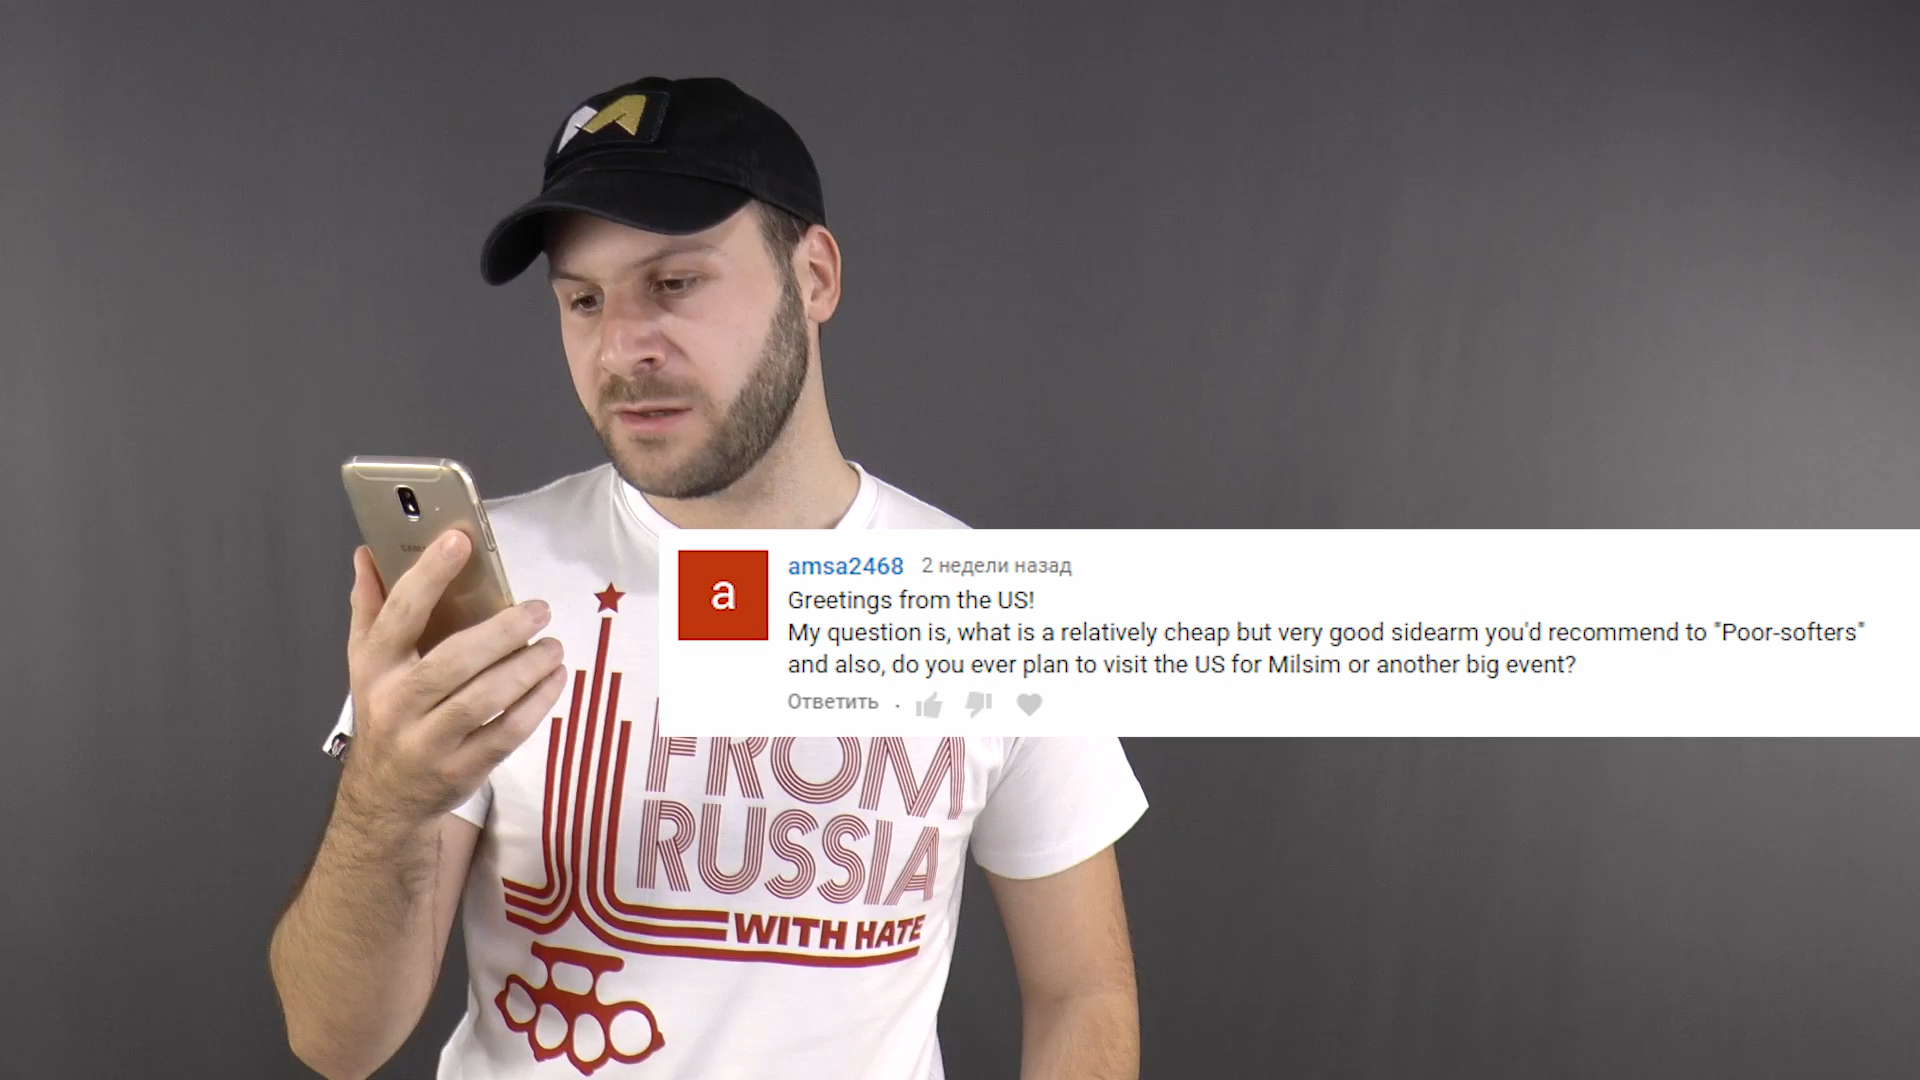 SAM
a
amsa2468 2 недели назад
Greetings from the US!
My question is, what is a relatively cheap but very good sidearm you'd recommend to "Poor-softers"
and also, do you ever plan to visit the US for Milsim or another big event?
Ответить
FROM
RUSSIA
WITH HATE